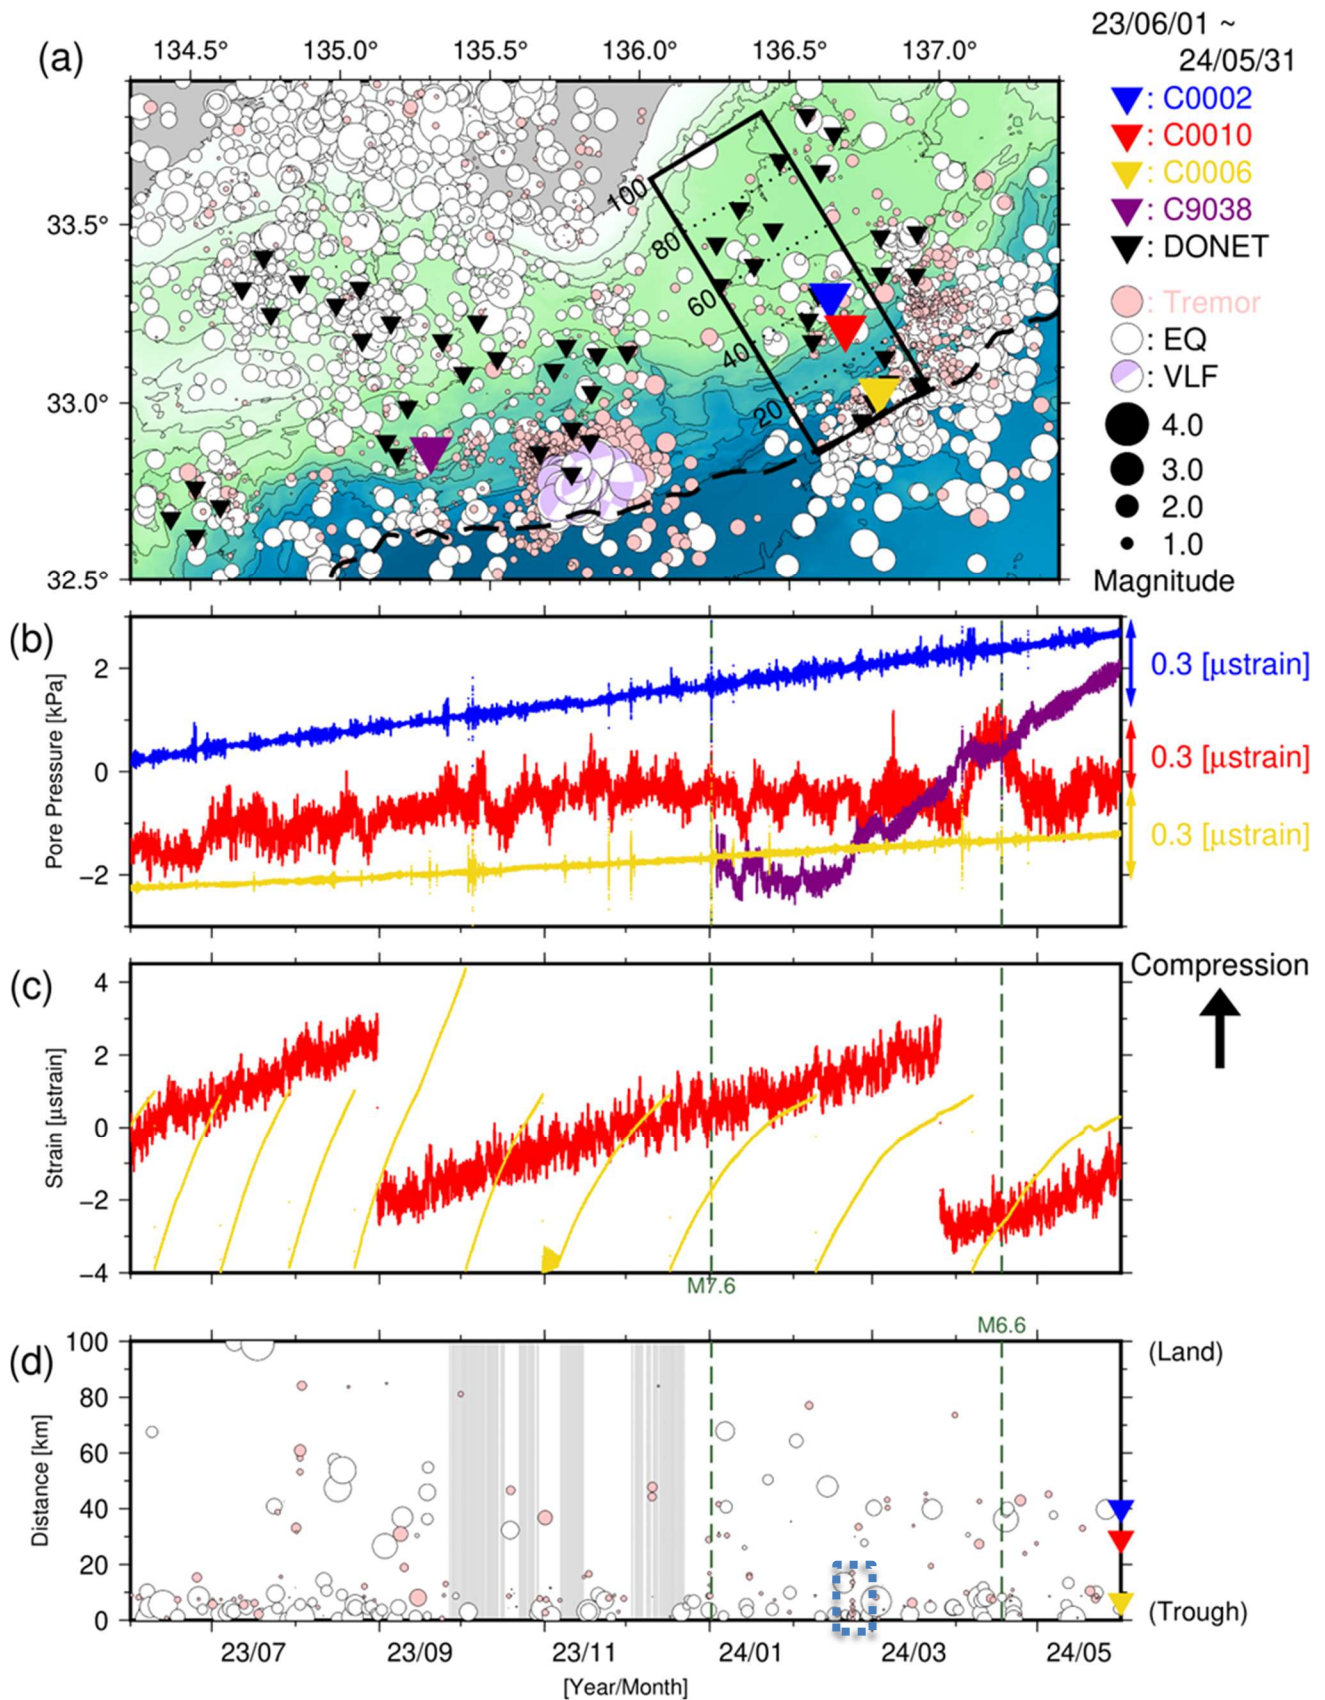 (a)
134.5° 135.0° 135.5° 136.0° 136.5° 137.0°
33.5°
33.0°
32.5°
100
80
60
40
20
23/06/01 ~
24/05/31
: C0002
: C0010
: C0006
: C9038
: DONET
: Tremor
: EQ
: VLF
4.0
3.0
2.0
1.0
Magnitude
(b)
Pore Pressure [kPa]
2
0
−2
0.3 [μstrain]
0.3 [μstrain]
0.3 [μstrain]
(c)
Strain [μstrain]
4
2
0
−2
−4
Compression
M7.6
(d)
Distance [km]
100
80
60
40
20
0
M6.6
(Land)
(Trough)
23/07 23/09 23/11 24/01 24/03 24/05
[Year/Month]